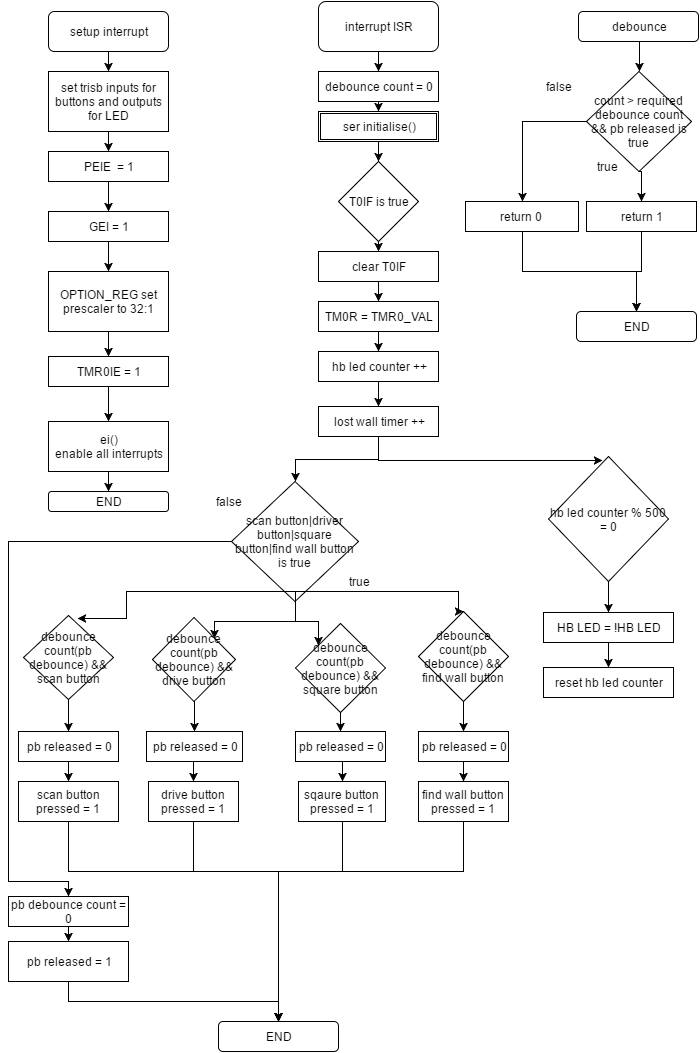 setup interrupt
set trisb inputs for
buttons and outputs
for LED
PEIE = 1
GEI = 1
OPTION_REG set
prescaler to 32:1
TMR0IE = 1
ei()
enable all interrupts
END
interrupt ISR
debounce count = 0
ser initialise()
T0IF is true
clear T0IF
TM0R = TMR0_VAL
hb led counter ++
lost wall timer ++
debounce
false
count > required
debounce count
&& pb released is
true
true
return 0
return 1
END
false
scan button|driver
button|square
button|find wall button
is true
true
hb led counter % 500
= 0
HB LED = !HB LED
reset hb led counter
debounce
count(pb
debounce) &&
scan button
debounce
count(pb
debounce) &&
drive button
debounce
count(pb
debounce) &&
square button
debounce
count(pb
debounce) &&
find wall button
pb released = 0
pb released = 0
pb released = 0
pb released = 0
scan button
pressed = 1
drive button
pressed = 1
sqaure button
pressed = 1
find wall button
pressed = 1
pb debounce count =
0
pb released = 1
END